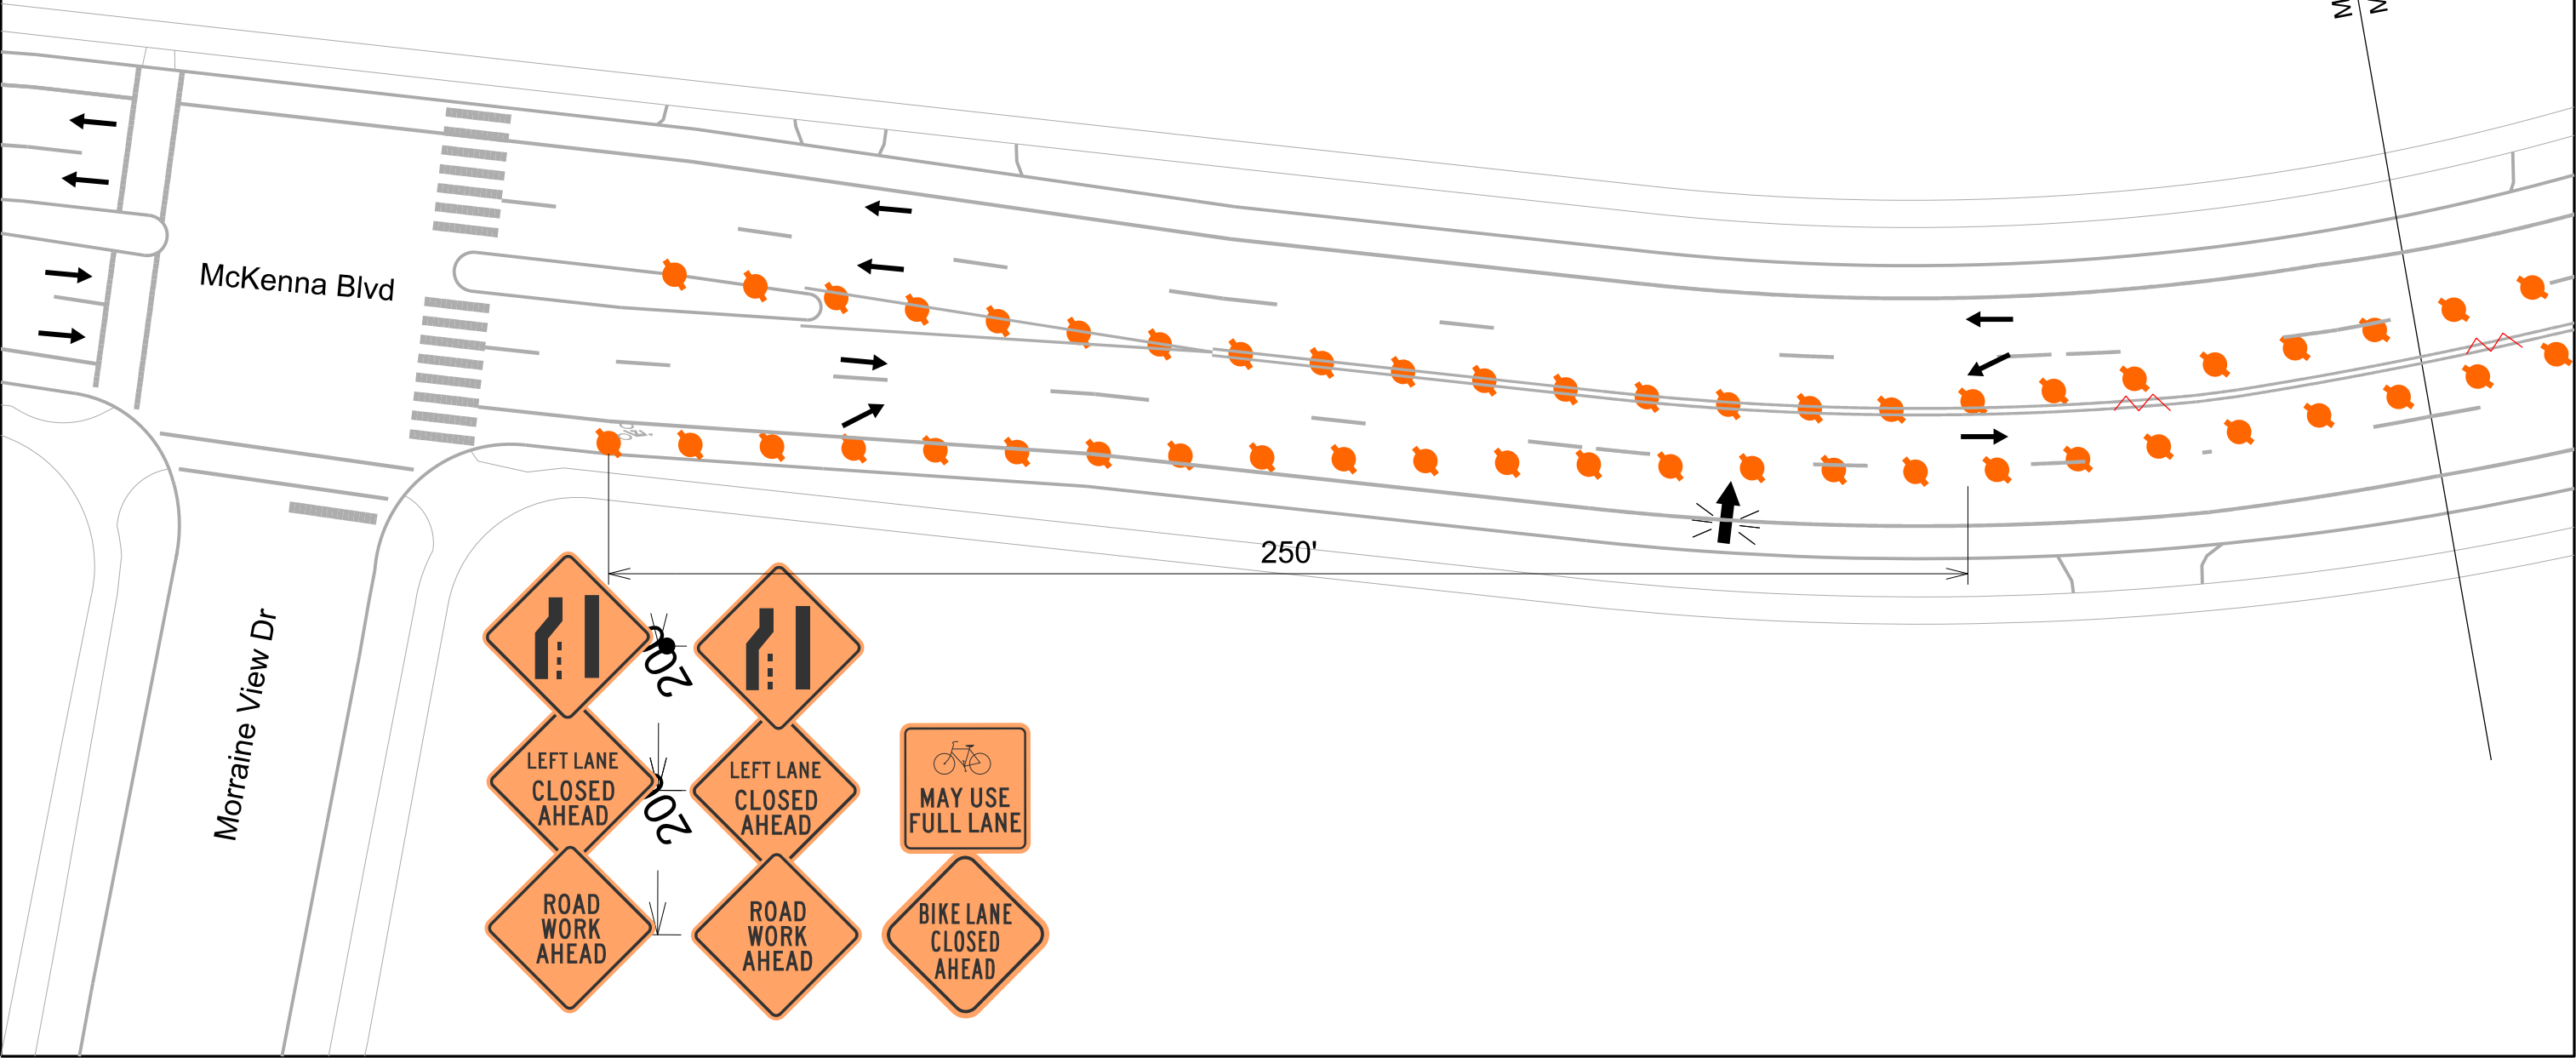 McKenna Blvd
250'
Morraine View Dr
LEFT LANE
CLOSED
AHEAD
ROAD
WORK
AHEAD
LEFT LANE
CLOSED
AHEAD
ROAD
WORK
AHEAD
MAY USE
FULL LANE
BIKE LANE
CLOSED
AHEAD